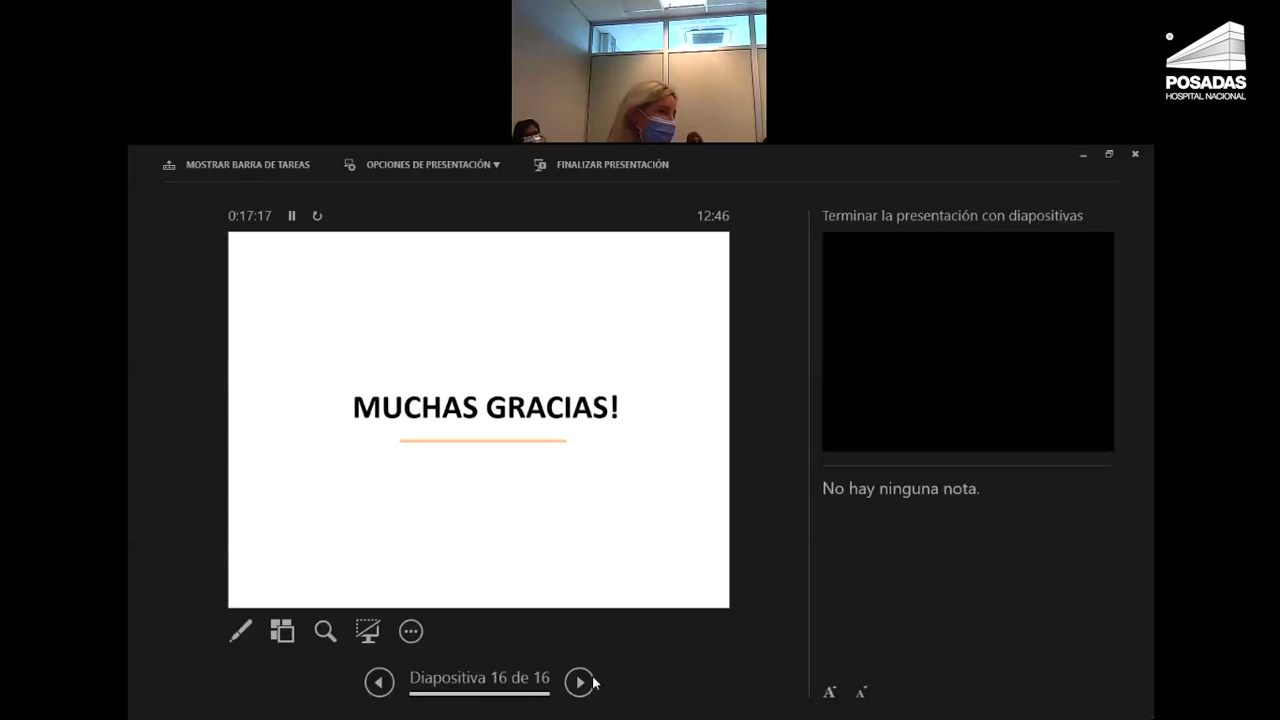 POSADAS
HOSPITAL NACIONAL
MOSTRAR BARRA DE TAREAS
OPCIONES DE PRESENTACIÓN
FINALIZAR PRESENTACIÓN
0:17:17
12:46
Terminar la presentación con diapositivas
MUCHAS GRACIAS!
No hay ninguna nota.
Diapositiva 16 de 16
A A